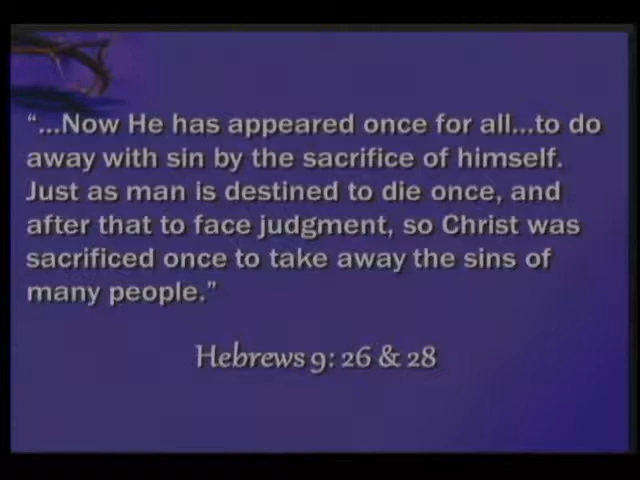 “...Now He has appeared once for all...to do
away with sin by the sacrifice of himself.
Just as man is destined to die once, and
after that to face judgment, so Christ was
sacrificed once to take away the sins of
many people.”
Hebrews 9: 26 & 28